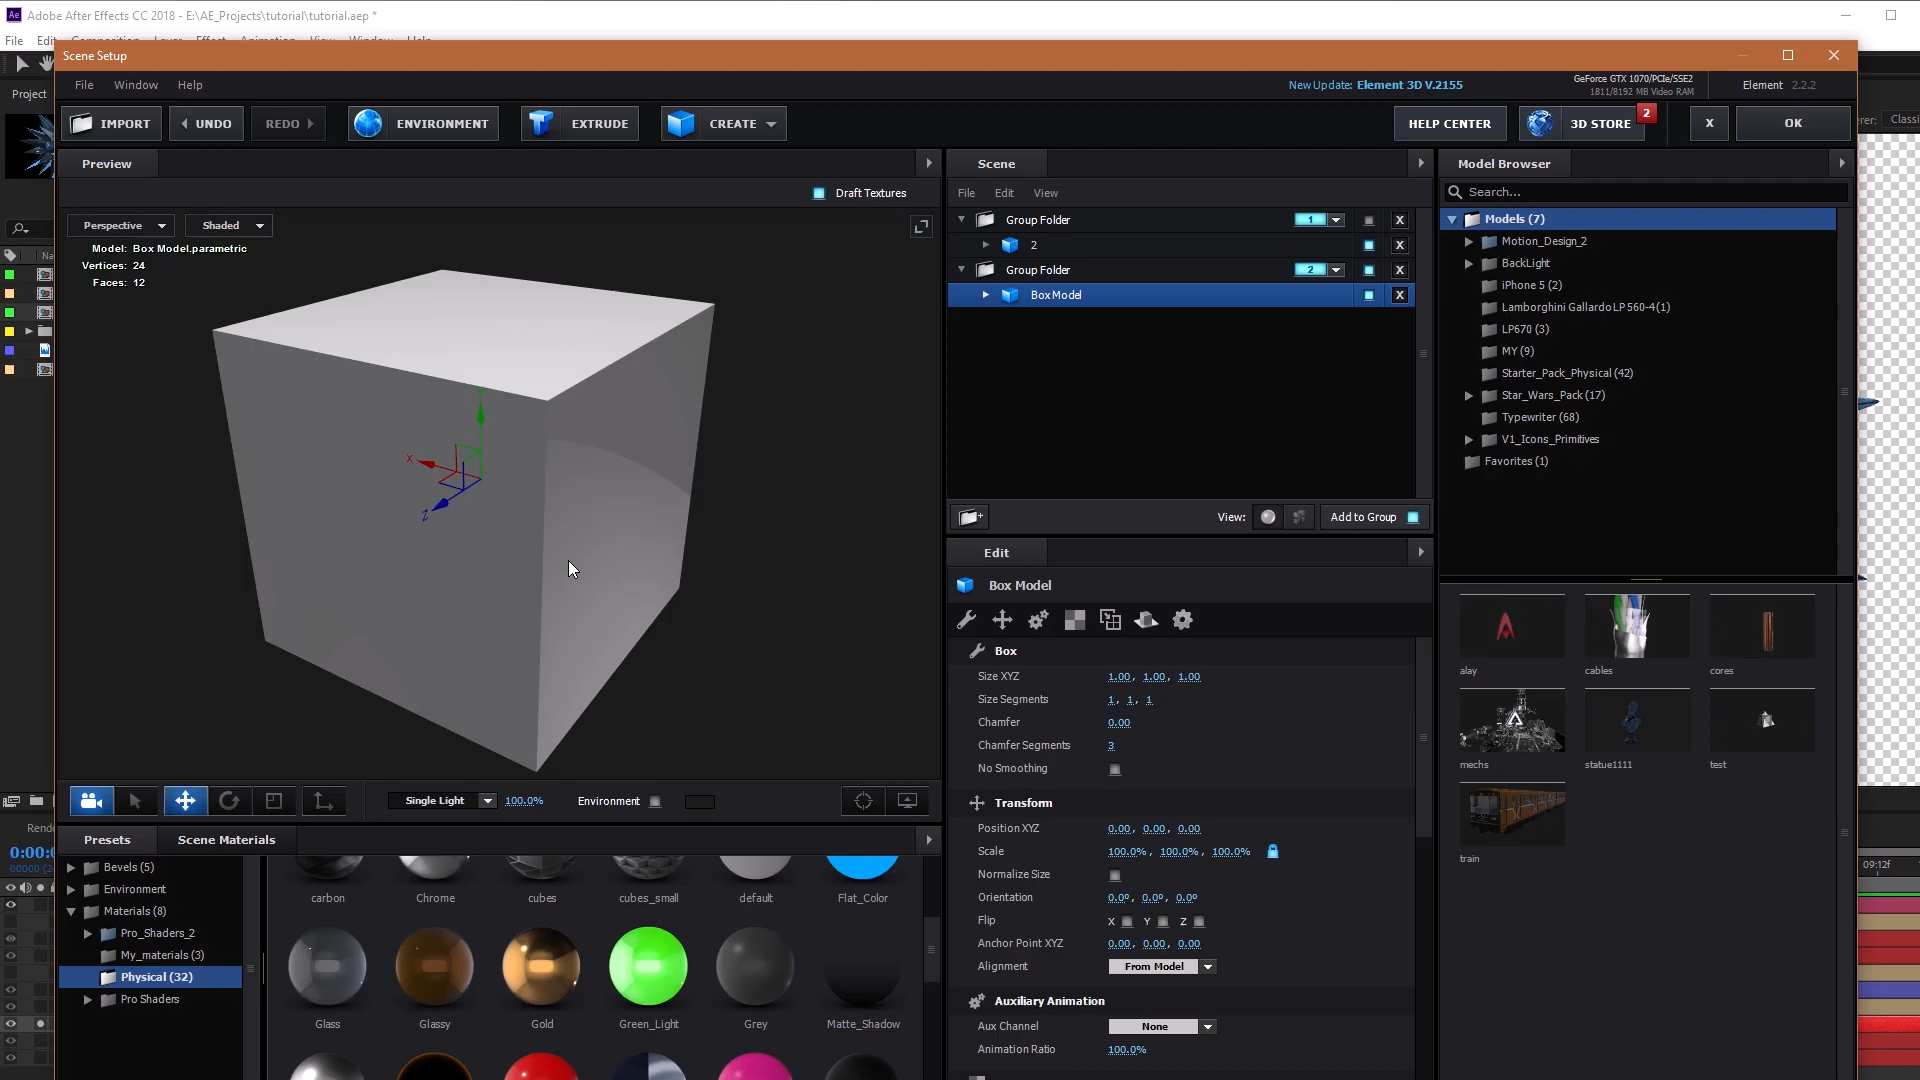 Adobe After Effects CC 2018 - E:\AE_Projects\tutorial\tutorial.aep *
File
Scene Setup
File Window Help
New Update: Element 3D V.2155
GeForce GTX 1070/PCIe/SSE2
1811/8192 MB Video RAM
Element 2.2.2
IMPORT UNDO REDO ENVIRONMENT EXTRUDE CREATE
HELP CENTER 3D STORE 2 X OK
Project
Preview
Draft Textures
Perspective Shaded
Model: Box Model.parametric
Vertices: 24
Faces: 12
X
Z
Single Light 100.0% Environment
Scene
File Edit View
Group Folder 1 X
2 X
Group Folder 2 X
Box Model X
View: Add to Group
Edit
Box Model
Box
Size XYZ 1.00, 1.00, 1.00
Size Segments 1, 1, 1
Chamfer 0.00
Chamfer Segments 3
No Smoothing
Transform
Position XYZ 0.00, 0.00, 0.00
Scale 100.0%, 100.0%, 100.0%
Normalize Size
Orientation 0.0º, 0.0º, 0.0º
Flip X Y Z
Anchor Point XYZ 0.00, 0.00, 0.00
Alignment From Model
Auxiliary Animation
Aux Channel None
Animation Ratio 100.0%
Model Browser
Search...
Models (7)
Motion_Design_2
BackLight
iPhone 5 (2)
Lamborghini Gallardo LP 560-4(1)
LP670 (3)
MY (9)
Starter_Pack_Physical (42)
Star_Wars_Pack (17)
Typewriter (68)
V1_Icons_Primitives
Favorites (1)
alay cables cores
mechs statue1111 test
train
Presets Scene Materials
Bevels (5)
Environment
Materials (8)
Pro_Shaders_2
My_materials (3)
Physical (32)
Pro Shaders
carbon Chrome cubes cubes_small default Flat_Color
Glass Glassy Gold Green_Light Grey Matte_Shadow
09:12f